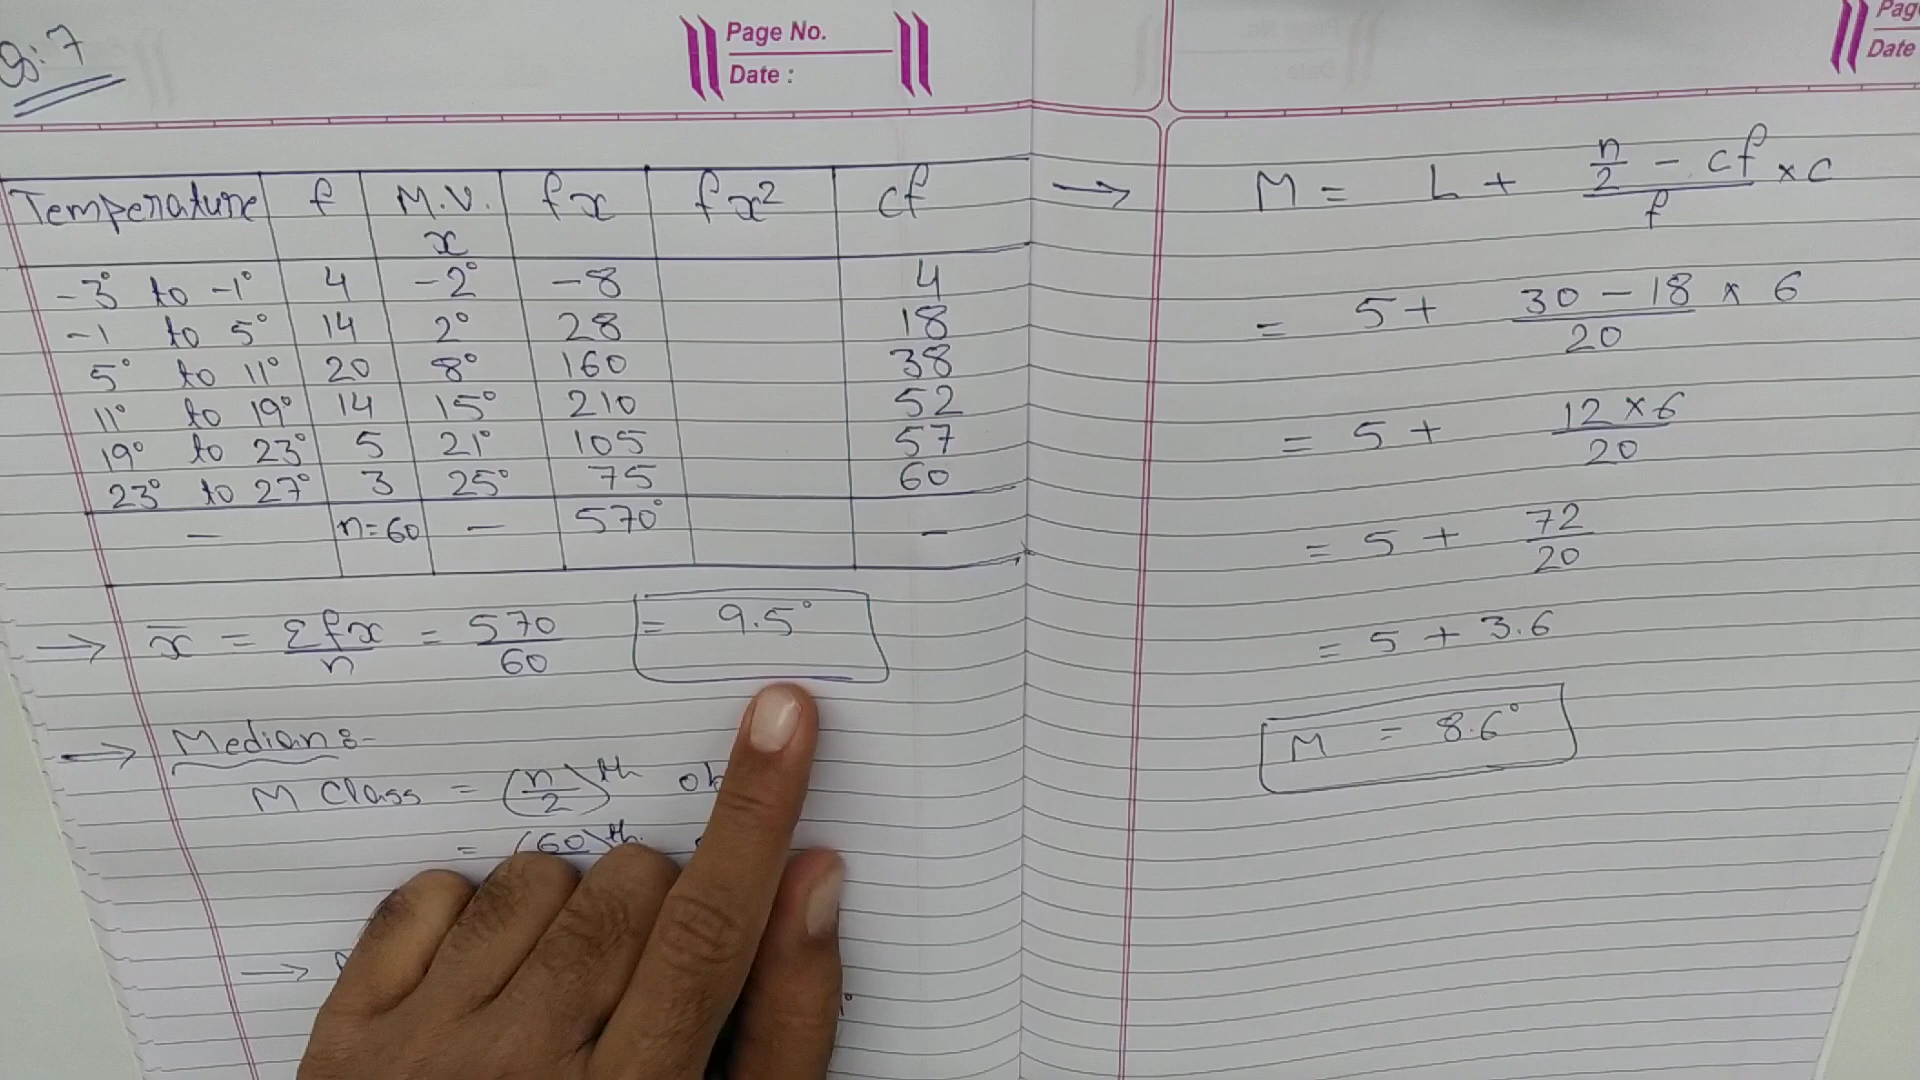 Q:7
Page No.
Date :
Temperature f M.V. x fx fx² cf
-3° to -1° 4 -2° -8 4
-1 to 5° 14 2° 28 18
5° to 11° 20 8° 160 38
11° to 19° 14 15° 210 52
19° to 23° 5 21° 105 57
23° to 27° 3 25° 75 60
— n=60 — 570° —
→ x̄ = Σfx/n = 570/60 = 9.5°
→ Median:-
M Class = (n/2)th
= (60)th
→
→ M = L + (n/2 - cf)/f × c
= 5 + (30 - 18)/20 × 6
= 5 + (12 × 6)/20
= 5 + 72/20
= 5 + 3.6
M = 8.6°
Page
Date